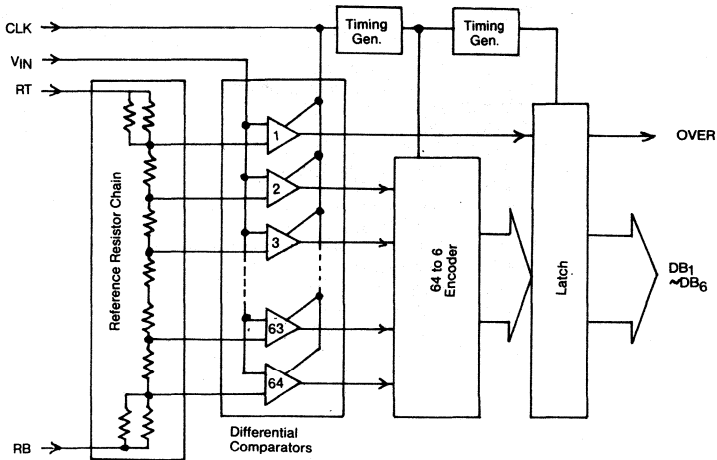 CLK
Timing
Gen.
Timing
Gen.
VIN
RT
1
OVER
2
3
Reference Resistor Chain
64 to 6
Encoder
Latch
DB1
~DB6
63
64
RB
Differential
Comparators